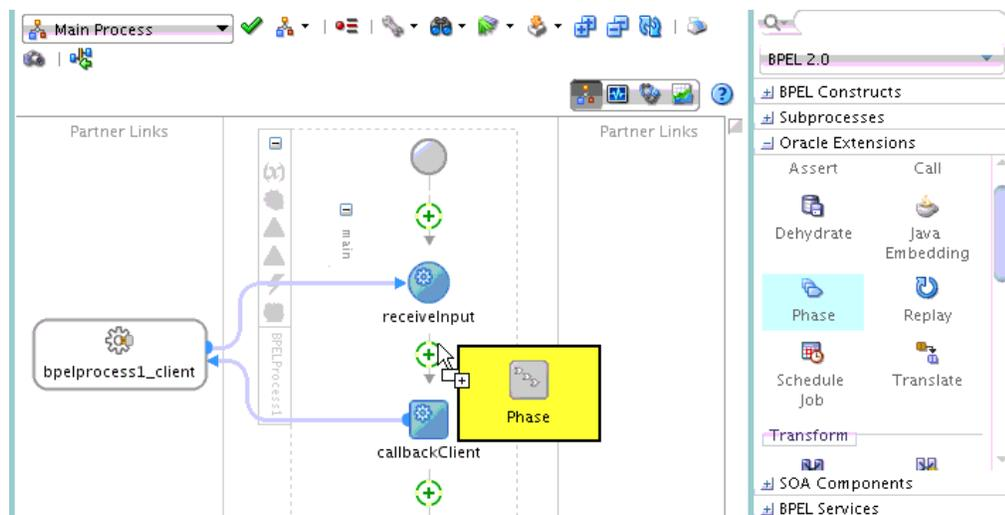 Main Process
BPEL 2.0
BPEL Constructs
Subprocesses
Oracle Extensions
Partner Links
Partner Links
Assert
Call
(x)
main
Dehydrate
Java
Embedding
receiveInput
Phase
Replay
bpelprocess1_client
BPELProcess1
Phase
Schedule
Job
Translate
callbackClient
Transform
SOA Components
BPEL Services